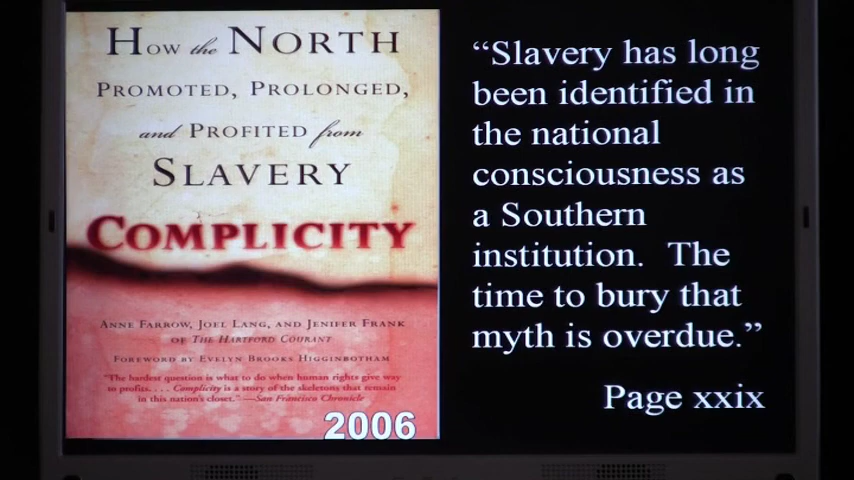 How the North
Promoted, Prolonged,
and Profited from
Slavery
Complicity
Anne Farrow, Joel Lang, and Jenifer Frank
of The Hartford Courant
Foreword by Evelyn Brooks Higginbotham
"The hardest question is what to do when human rights give way
to profits. . . . Complicity is a story of the skeletons that remain
in this nation's closet." —San Francisco Chronicle
2006
“Slavery has long
been identified in
the national
consciousness as
a Southern
institution.  The
time to bury that
myth is overdue.”
Page xxix